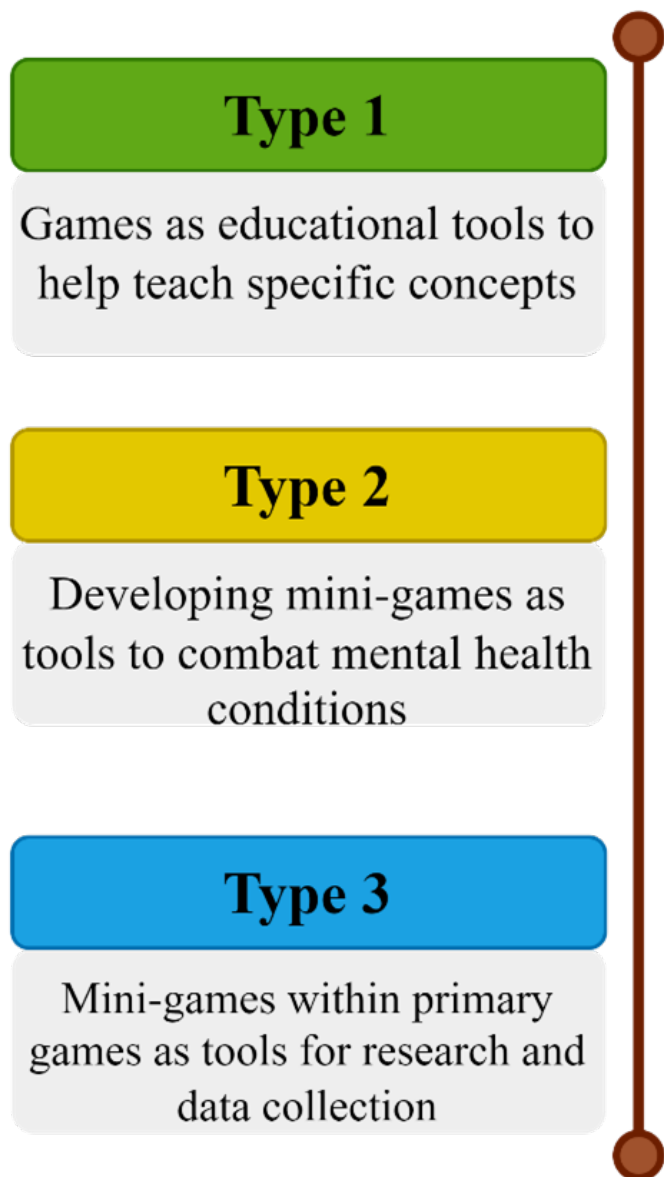 Type 1
Games as educational tools to
help teach specific concepts
Type 2
Developing mini-games as
tools to combat mental health
conditions
Type 3
Mini-games within primary
games as tools for research and
data collection